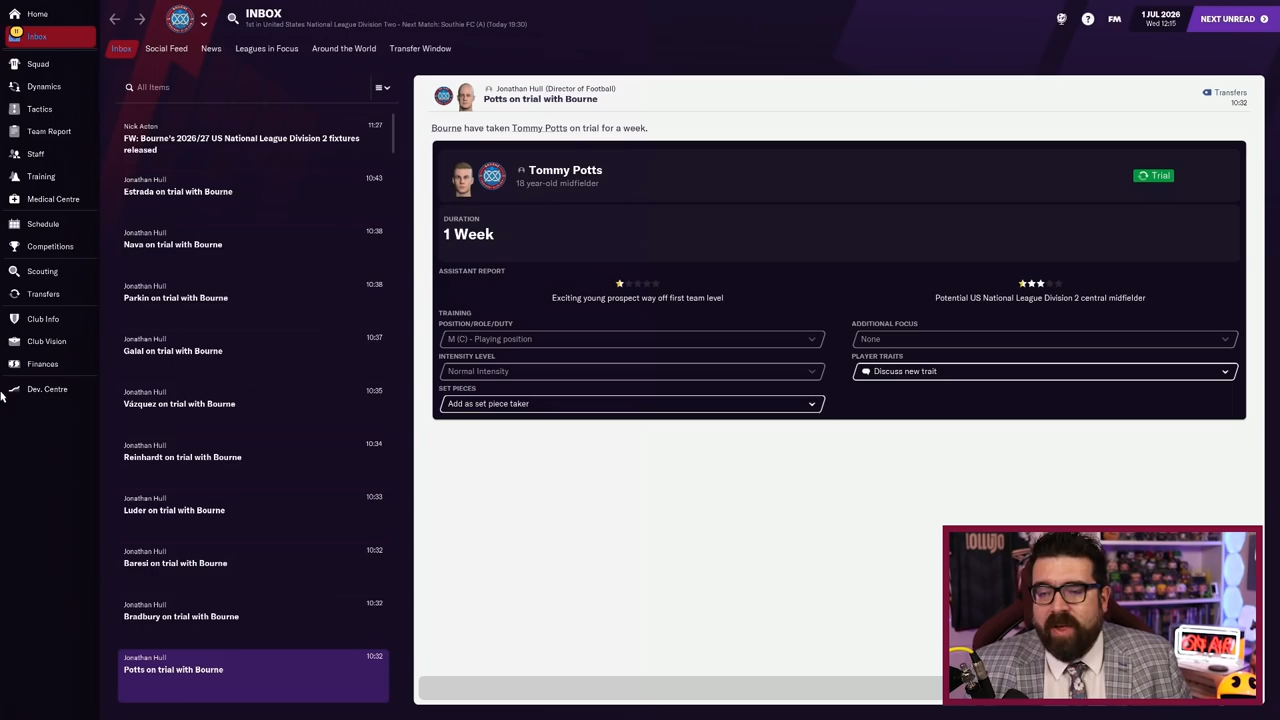 Home
11
Inbox
Squad
Dynamics
Tactics
Team Report
Staff
Training
Medical Centre
Schedule
Competitions
Scouting
Transfers
Club Info
Club Vision
Finances
Dev. Centre
INBOX
1st in United States National League Division Two - Next Match: Southie FC (A) (Today 19:30)
FM
1 JUL 2026
Wed 12:15
NEXT UNREAD
Inbox
Social Feed
News
Leagues in Focus
Around the World
Transfer Window
All Items
Nick Aston
11:27
FW: Bourne's 2026/27 US National League Division 2 fixtures
released
Jonathan Hull
10:43
Estrada on trial with Bourne
Jonathan Hull
10:38
Nava on trial with Bourne
Jonathan Hull
10:38
Parkin on trial with Bourne
Jonathan Hull
10:37
Galal on trial with Bourne
Jonathan Hull
10:35
Vázquez on trial with Bourne
Jonathan Hull
10:34
Reinhardt on trial with Bourne
Jonathan Hull
10:33
Luder on trial with Bourne
Jonathan Hull
10:32
Baresi on trial with Bourne
Jonathan Hull
10:32
Bradbury on trial with Bourne
Jonathan Hull
10:32
Potts on trial with Bourne
Jonathan Hull (Director of Football)
Potts on trial with Bourne
Transfers
10:32
Bourne have taken Tommy Potts on trial for a week.
Tommy Potts
18 year-old midfielder
Trial
DURATION
1 Week
ASSISTANT REPORT
Exciting young prospect way off first team level
Potential US National League Division 2 central midfielder
TRAINING
POSITION/ROLE/DUTY
M (C) - Playing position
ADDITIONAL FOCUS
None
INTENSITY LEVEL
Normal Intensity
PLAYER TRAITS
Discuss new trait
SET PIECES
Add as set piece taker
lollujo
ON AIR